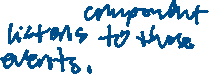 component
listens to those
events.